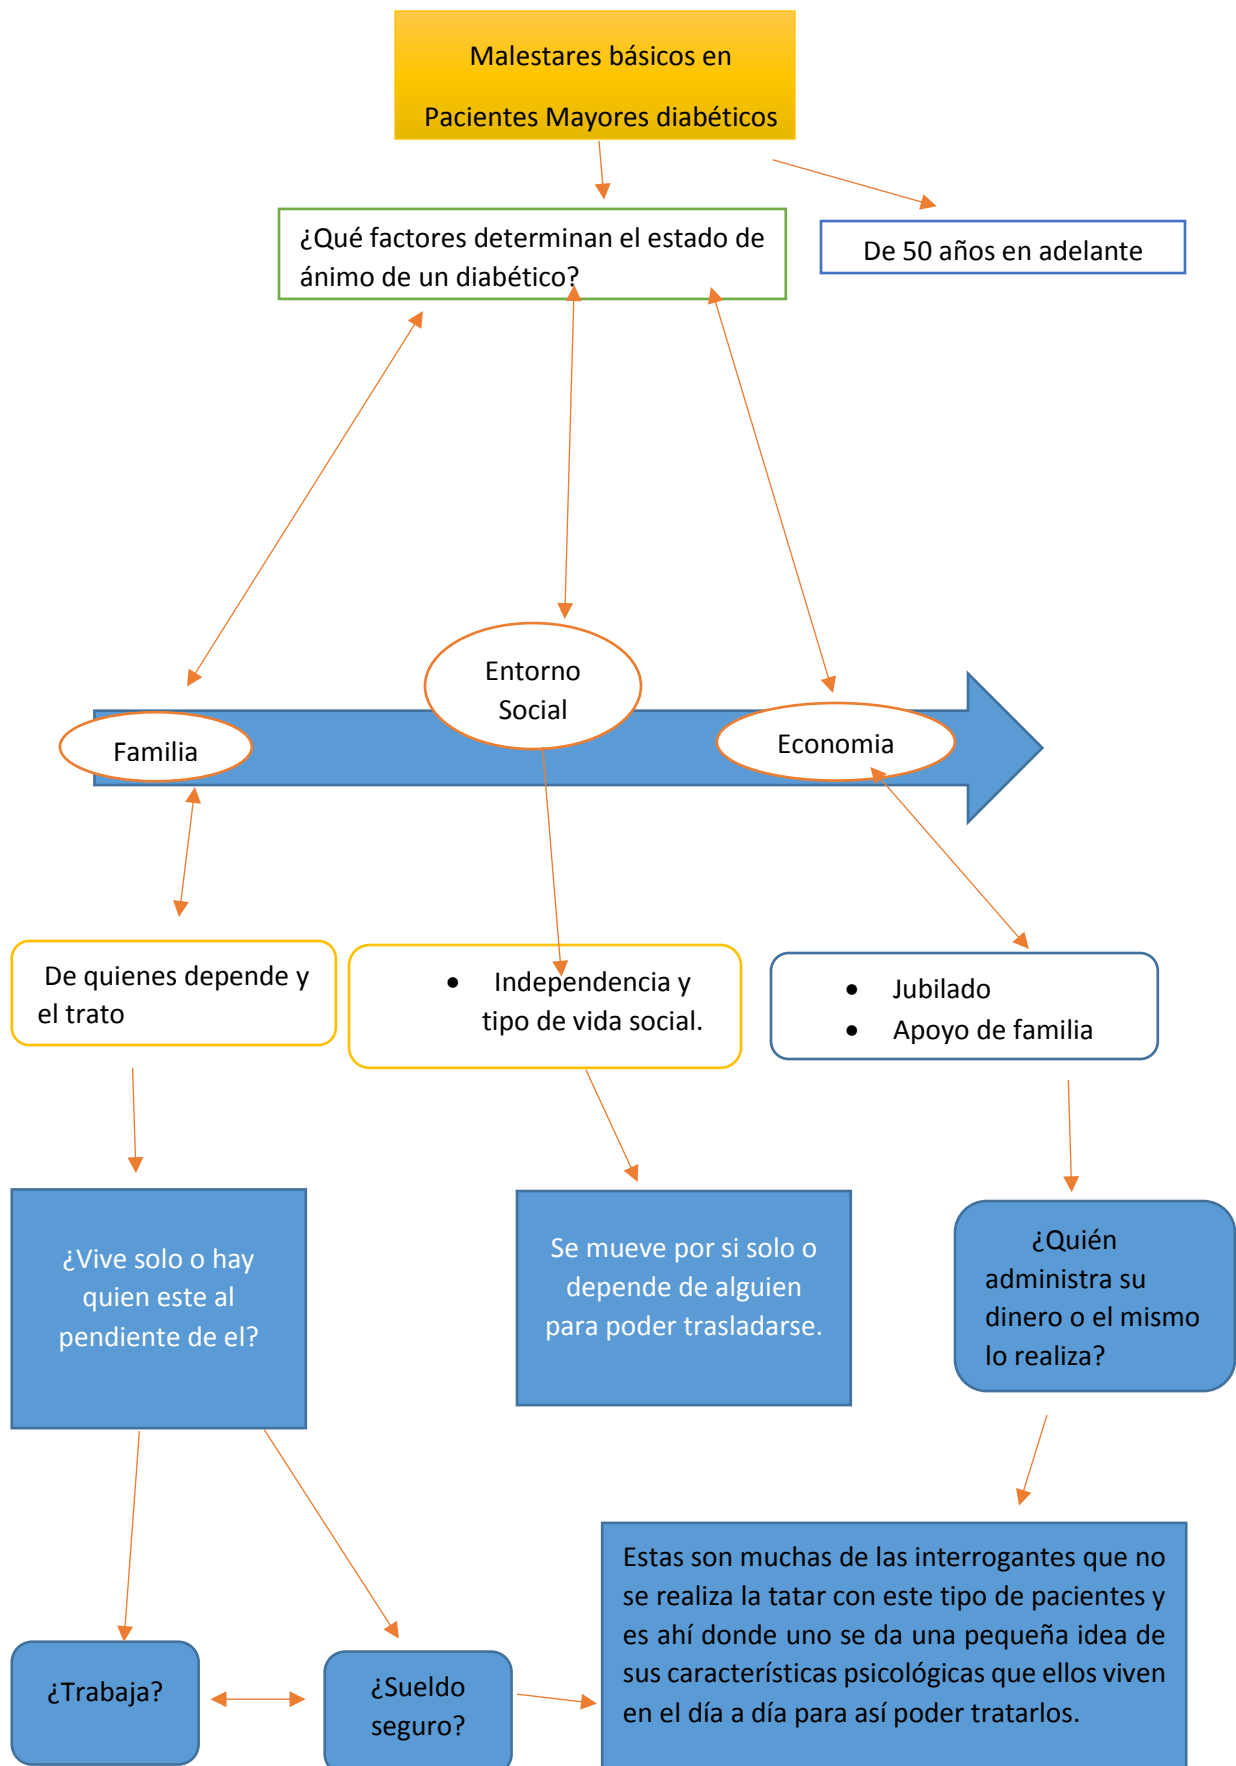 Malestares básicos en
Pacientes Mayores diabéticos
¿Qué factores determinan el estado de
ánimo de un diabético?
De 50 años en adelante
Entorno
Social
Familia
Economia
De quienes depende y
el trato
• Independencia y
tipo de vida social.
• Jubilado
• Apoyo de familia
¿Vive solo o hay
quien este al
pendiente de el?
Se mueve por si solo o
depende de alguien
para poder trasladarse.
¿Quién
administra su
dinero o el mismo
lo realiza?
¿Trabaja?
¿Sueldo
seguro?
Estas son muchas de las interrogantes que no
se realiza la tatar con este tipo de pacientes y
es ahí donde uno se da una pequeña idea de
sus característicás psicológicas que ellos viven
en el día a día para así poder tratarlos.